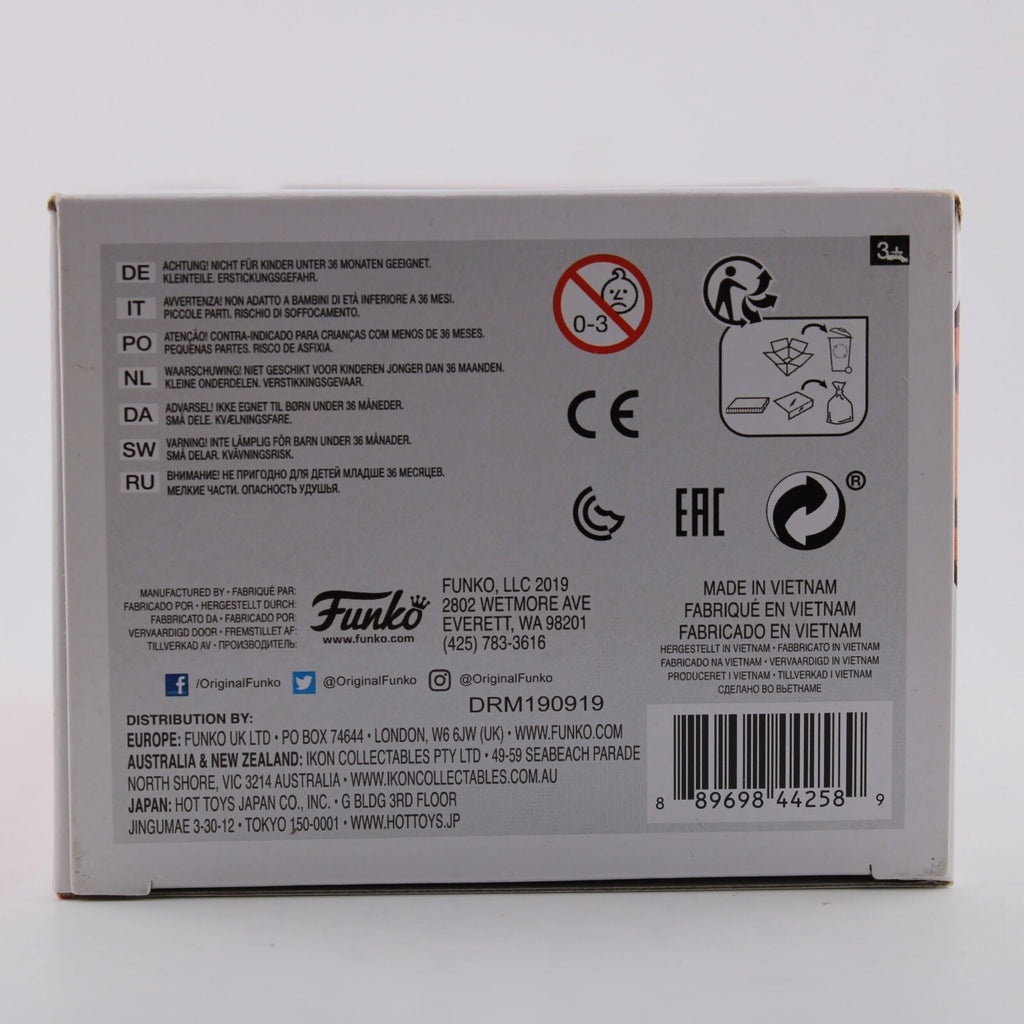 3+
DE ACHTUNG! NICHT FÜR KINDER UNTER 36 MONATEN GEEIGNET.
KLEINTEILE. ERSTICKUNGSGEFAHR.
IT AVVERTENZA! NON ADATTO A BAMBINI DI ETÀ INFERIORE A 36 MESI.
PICCOLE PARTI. RISCHIO DI SOFFOCAMENTO.
PO ATENÇÃO! CONTRA-INDICADO PARA CRIANÇAS COM MENOS DE 36 MESES.
PEQUENAS PARTES. RISCO DE ASFIXIA.
NL WAARSCHUWING! NIET GESCHIKT VOOR KINDEREN JONGER DAN 36 MAANDEN.
KLEINE ONDERDELEN. VERSTIKKINGSGEVAAR.
DA ADVARSEL! IKKE EGNET TIL BØRN UNDER 36 MÅNEDER.
SMÅ DELE. KVÆLNINGSFARE.
SW VARNING! INTE LÄMPLIG FÖR BARN UNDER 36 MÅNADER.
SMÅ DELAR. KVÄVNINGSRISK.
RU ВНИМАНИЕ! НЕ ПРИГОДНО ДЛЯ ДЕТЕЙ МЛАДШЕ 36 МЕСЯЦЕВ.
МЕЛКИЕ ЧАСТИ. ОПАСНОСТЬ УДУШЬЯ.
0-3
CE
EAC
®
MANUFACTURED BY • FABRIQUÉ PAR:
FABRICADO POR • HERGESTELLT DURCH:
FABBRICATO DA • FABRICADO POR:
VERVAARDIGD DOOR • FREMSTILLET AF:
TILLVERKAD AV • ПРОИЗВОДИТЕЛЬ:
Funko
www.funko.com
FUNKO, LLC 2019
2802 WETMORE AVE
EVERETT, WA 98201
(425) 783-3616
MADE IN VIETNAM
FABRIQUÉ EN VIETNAM
FABRICADO EN VIETNAM
HERGESTELLT IN VIETNAM • FABBRICATO IN VIETNAM
FABRICADO NA VIETNAM • VERVAARDIGD IN VIETNAM
PRODUCERET I VIETNAM • TILLVERKAD I VIETNAM
СДЕЛАНО ВО ВЬЕТНАМЕ
/OriginalFunko @OriginalFunko @OriginalFunko
DRM190919
DISTRIBUTION BY:
EUROPE: FUNKO UK LTD • PO BOX 74644 • LONDON, W6 6JW (UK) • WWW.FUNKO.COM
AUSTRALIA & NEW ZEALAND: IKON COLLECTABLES PTY LTD • 49-59 SEABEACH PARADE
NORTH SHORE, VIC 3214 AUSTRALIA • WWW.IKONCOLLECTABLES.COM.AU
JAPAN: HOT TOYS JAPAN CO., INC. • G BLDG 3RD FLOOR
JINGUMAE 3-30-12 • TOKYO 150-0001 • WWW.HOTTOYS.JP
8 89698 44258 9